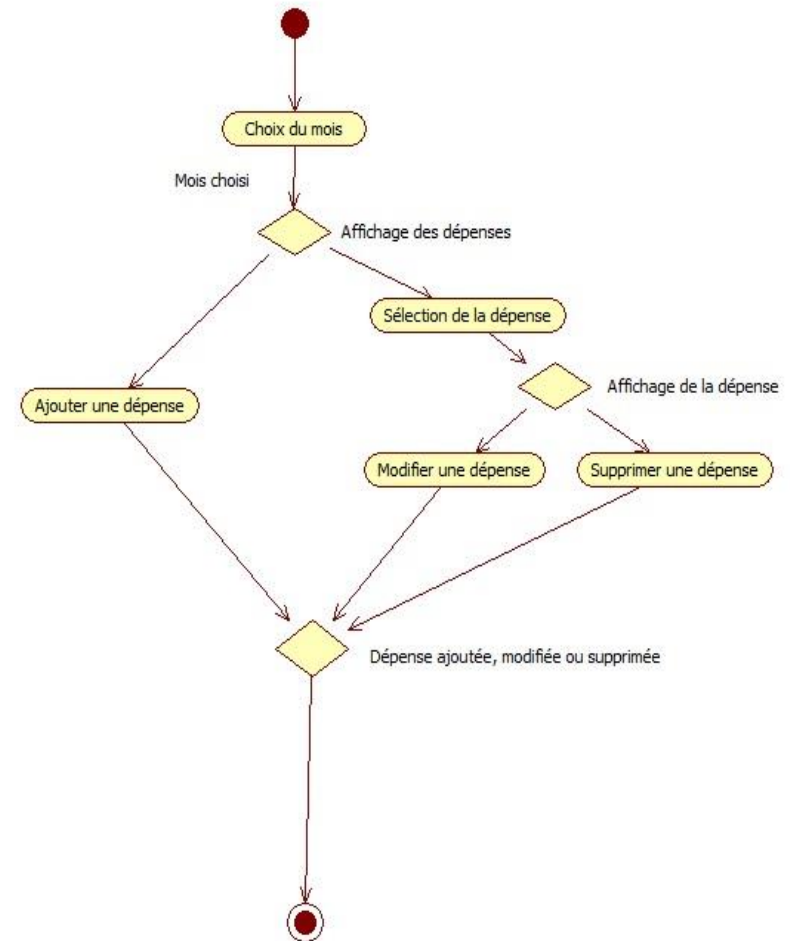 Choix du mois
Mois choisi
Affichage des dépenses
Sélection de la dépense
Affichage de la dépense
Ajouter une dépense
Modifier une dépense
Supprimer une dépense
Dépense ajoutée, modifiée ou supprimée